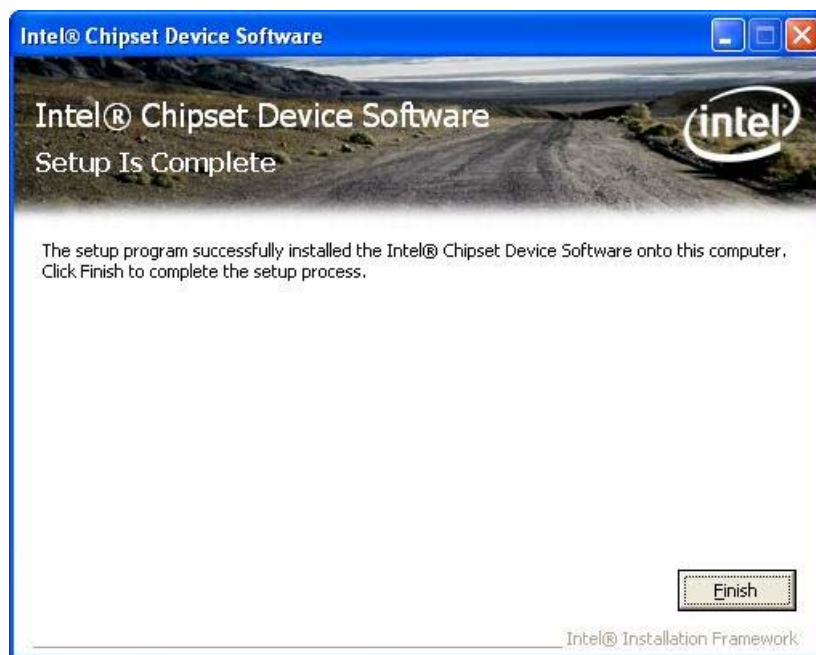 Intel® Chipset Device Software
Intel® Chipset Device Software
intel
Setup Is Complete
The setup program successfully installed the Intel® Chipset Device Software onto this computer.
Click Finish to complete the setup process.
Finish
Intel® Installation Framework